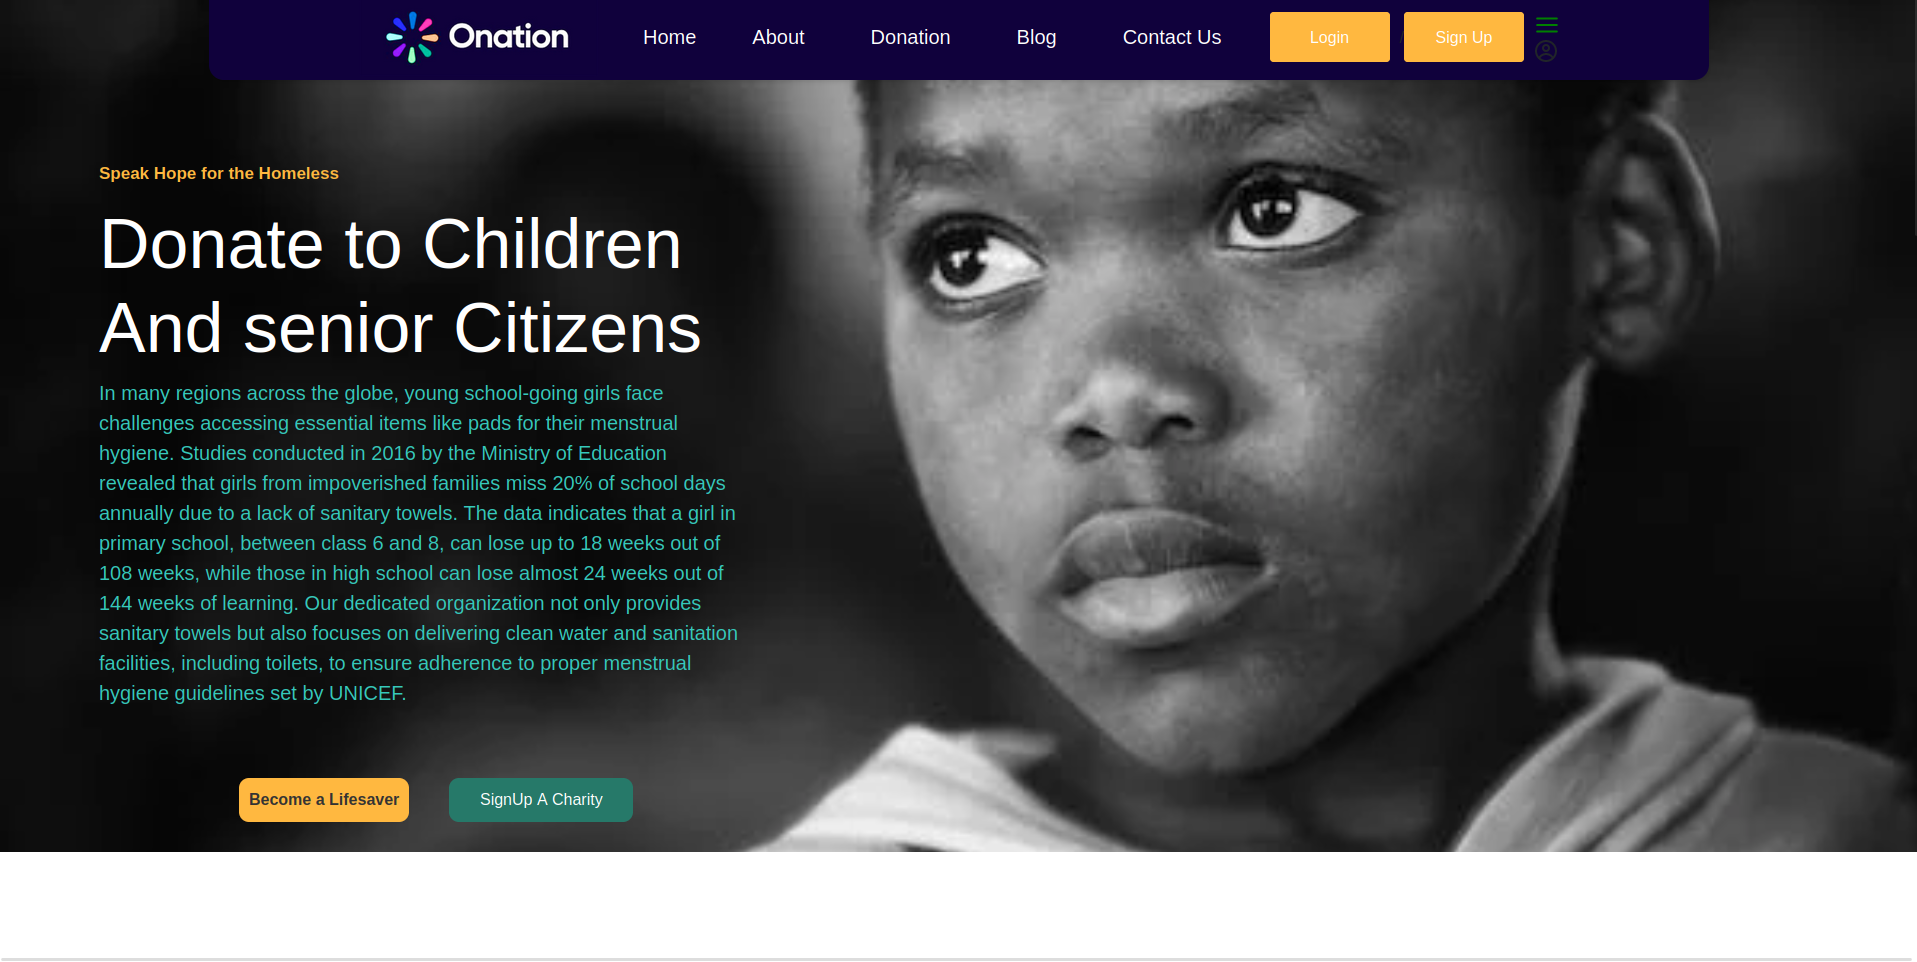 Onation
Home
About
Donation
Blog
Contact Us
Login
Sign Up
Speak Hope for the Homeless
Donate to Children
And senior Citizens
In many regions across the globe, young school-going girls face
challenges accessing essential items like pads for their menstrual
hygiene. Studies conducted in 2016 by the Ministry of Education
revealed that girls from impoverished families miss 20% of school days
annually due to a lack of sanitary towels. The data indicates that a girl in
primary school, between class 6 and 8, can lose up to 18 weeks out of
108 weeks, while those in high school can lose almost 24 weeks out of
144 weeks of learning. Our dedicated organization not only provides
sanitary towels but also focuses on delivering clean water and sanitation
facilities, including toilets, to ensure adherence to proper menstrual
hygiene guidelines set by UNICEF.
Become a Lifesaver
SignUp A Charity